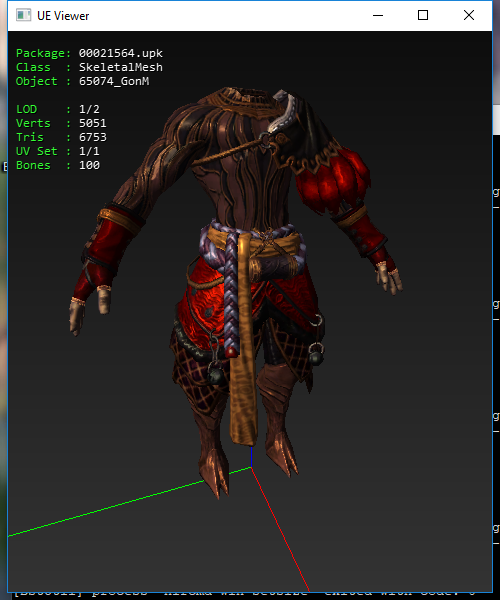 UE Viewer
Package: 00021564.upk
Class : SkeletalMesh
Object : 65074_GonM
LOD : 1/2
Verts : 5051
Tris : 6753
UV Set : 1/1
Bones : 100